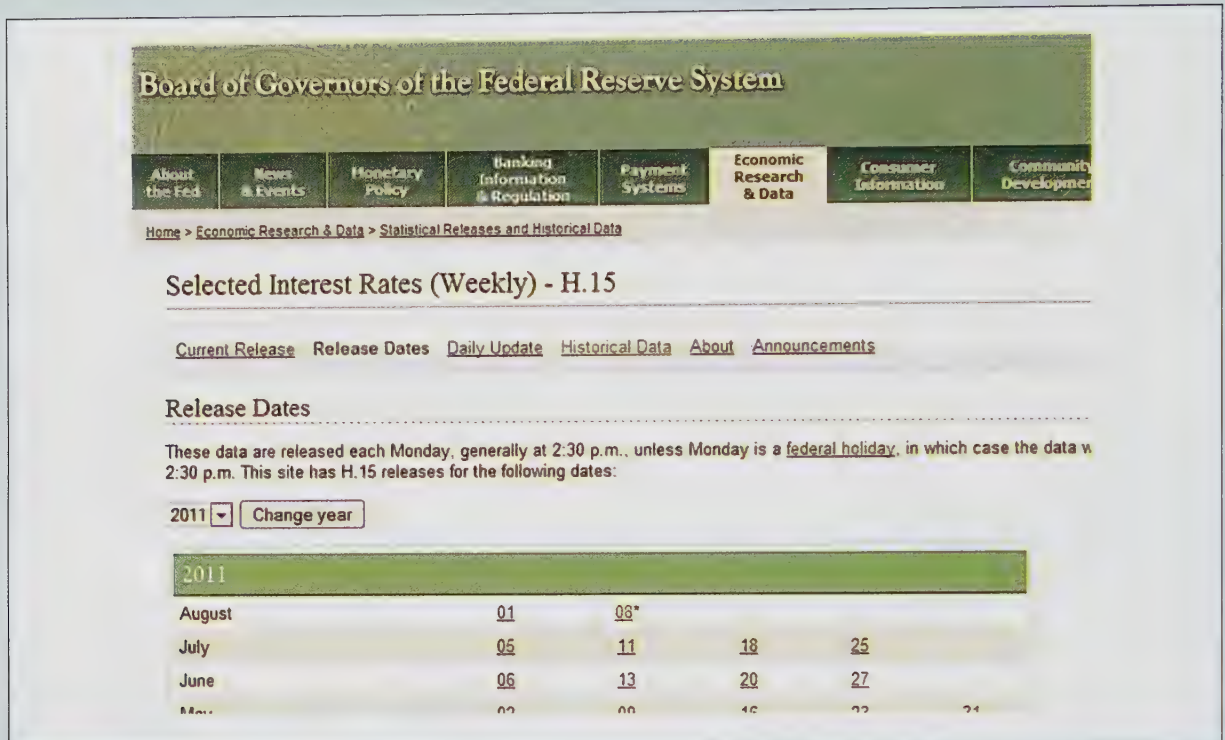 Board of Governors of the Federal Reserve System
About the Fed
News & Events
Monetary Policy
Banking Information & Regulation
Payment Systems
Economic Research & Data
Consumer Information
Community
Home > Economic Research & Data > Statistical Releases and Historical Data
Selected Interest Rates (Weekly) - H.15
Current Release Release Dates Daily Update Historical Data About Announcements
Release Dates
These data are released each Monday, generally at 2:30 p.m., unless Monday is a federal holiday, in which case the data
2:30 p.m. This site has H.15 releases for the following dates:
2011 Change year
2011
August 01 08*
July 05 11 18 25
June 06 13 20 27